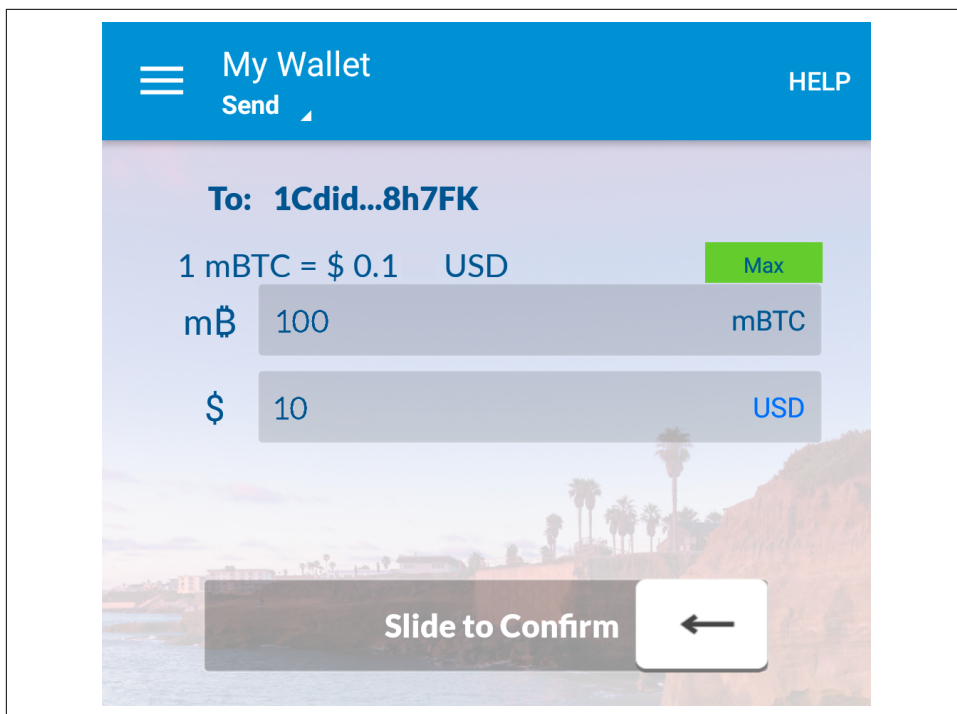 My Wallet
Send
HELP
To: 1Cdid...8h7FK
1 mBTC = $ 0.1 USD
Max
m₿ 100 mBTC
$ 10 USD
Slide to Confirm